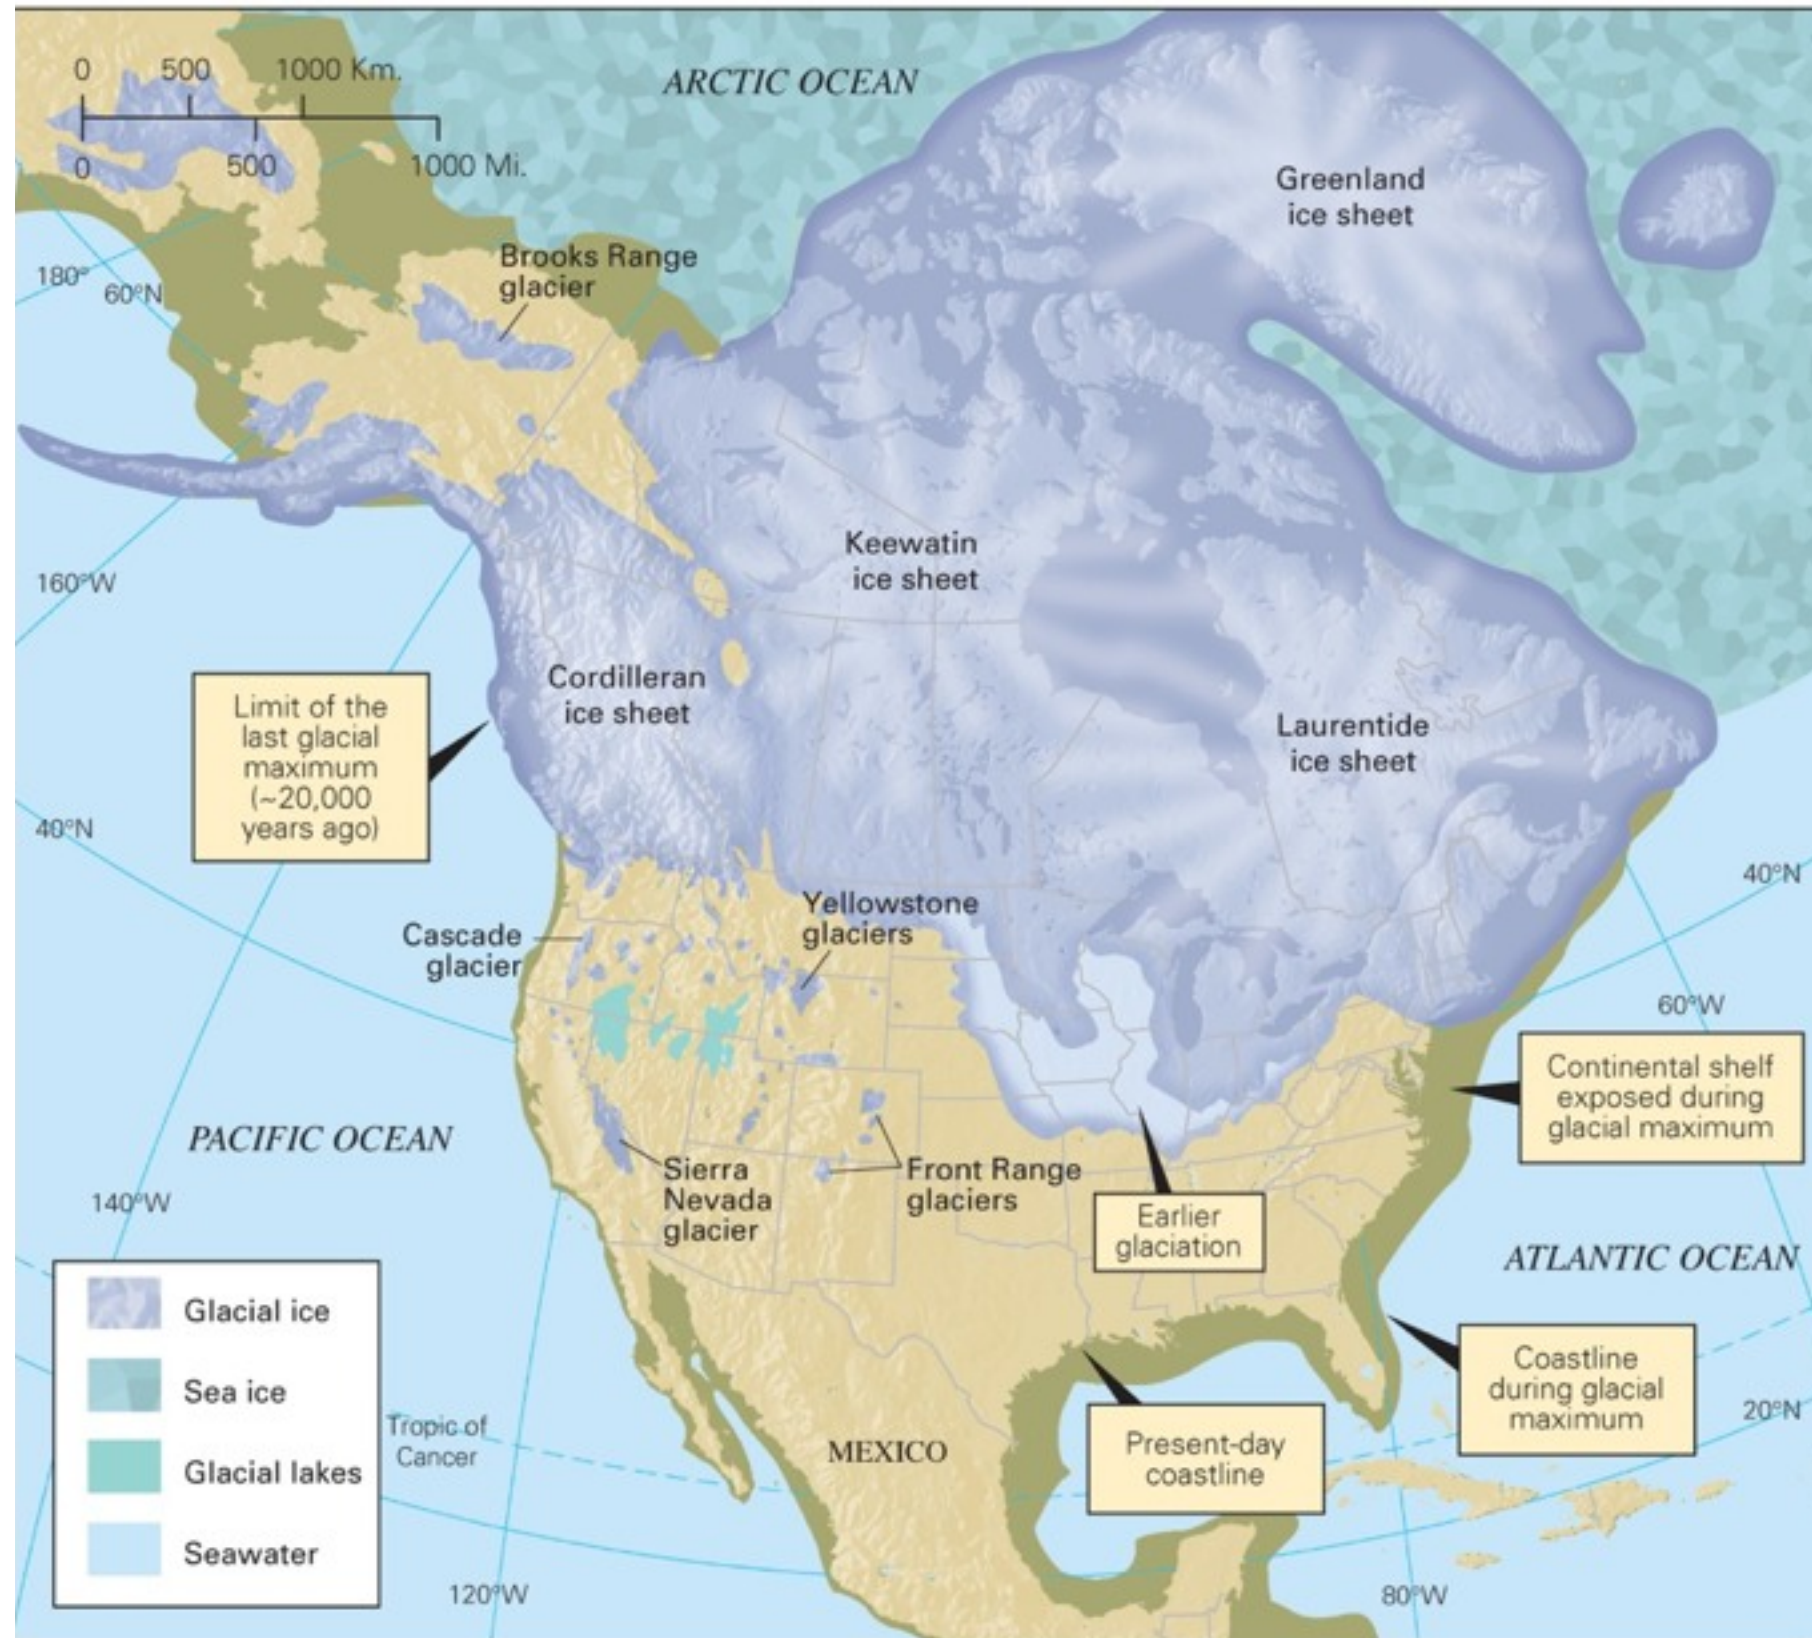 0 500 1000 Km.
0 500 1000 Mi.
ARCTIC OCEAN
Greenland
ice sheet
Brooks Range
glacier
180°
60°N
Keewatin
ice sheet
160°W
Cordilleran
ice sheet
Limit of the
last glacial
maximum
(~20,000
years ago)
Laurentide
ice sheet
40°N
40°N
Yellowstone
glaciers
Cascade
glacier
60°W
Continental shelf
exposed during
glacial maximum
PACIFIC OCEAN
Sierra
Nevada
glacier
Front Range
glaciers
140°W
Earlier
glaciation
ATLANTIC OCEAN
Glacial ice
Sea ice
Glacial lakes
Seawater
Coastline
during glacial
maximum
20°N
Tropic of
Cancer
MEXICO
Present-day
coastline
120°W
80°W